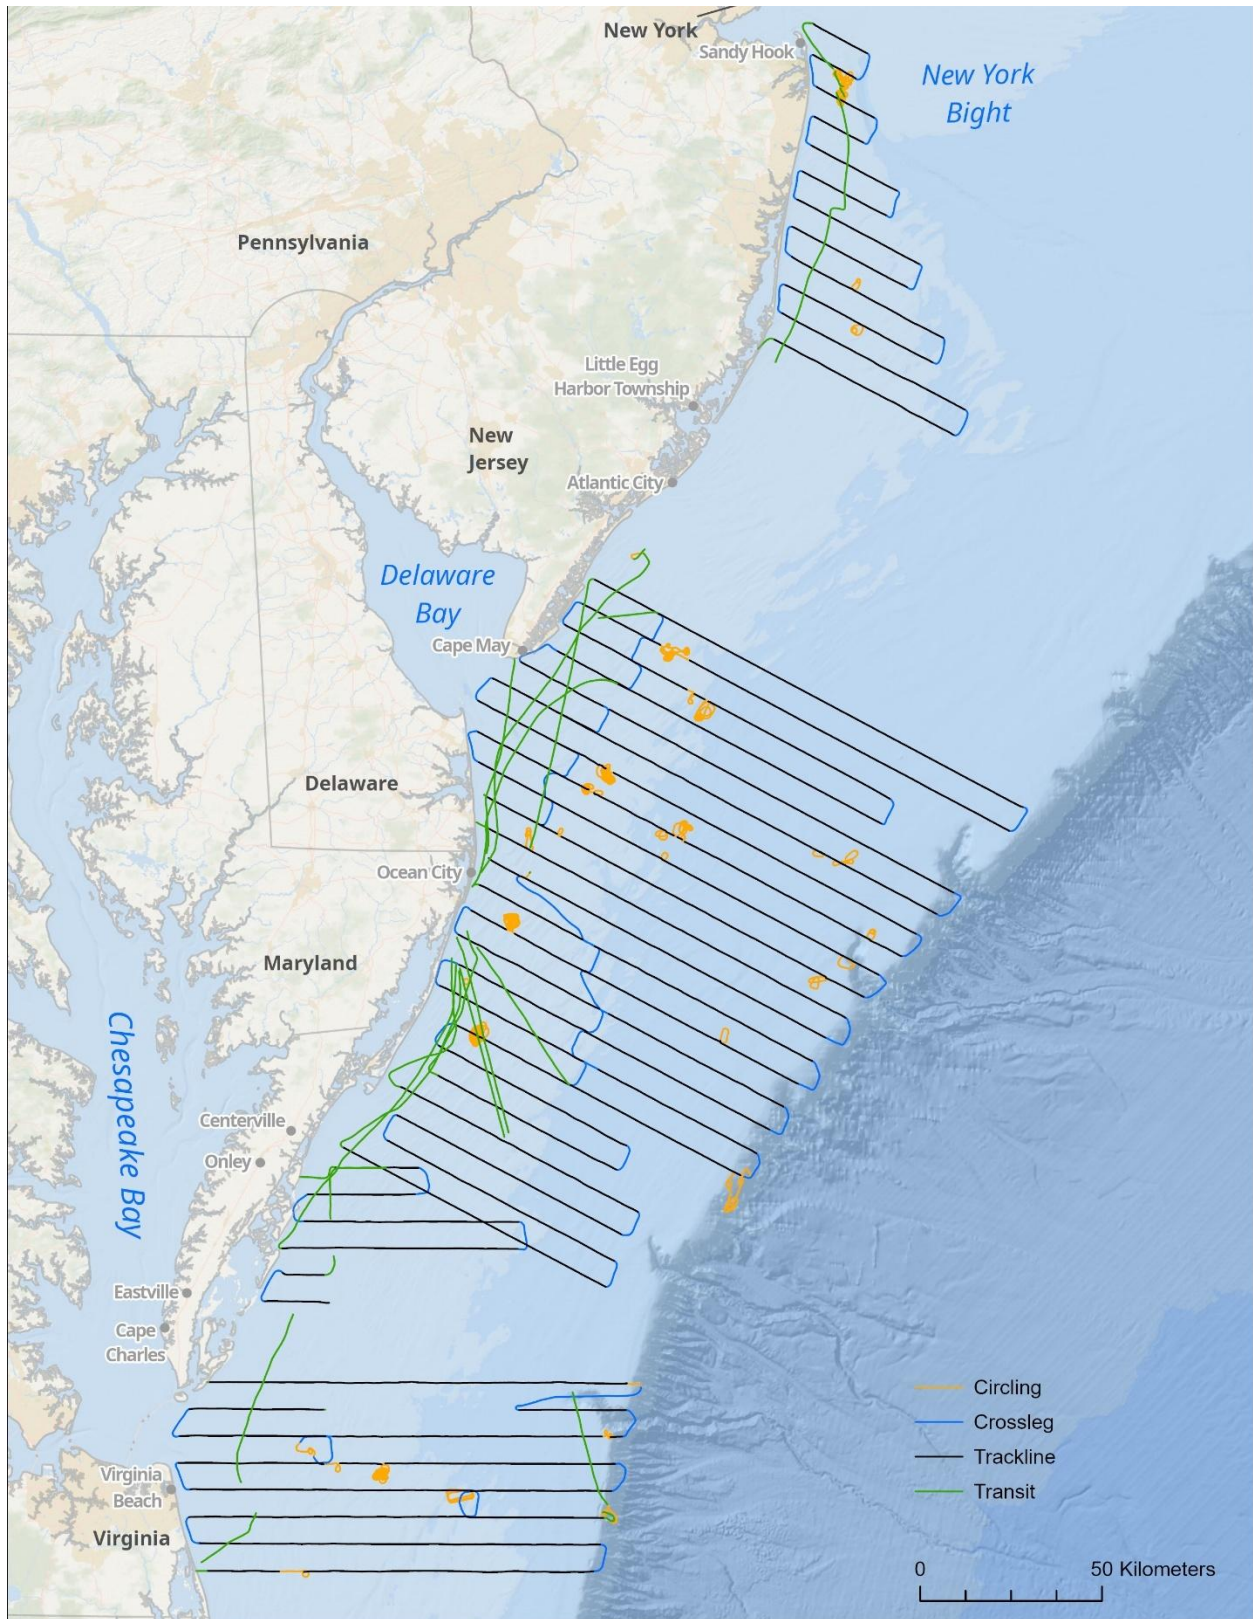 New York
Sandy Hook
New York
Bight
Pennsylvania
Little Egg
Harbor Township
New
Jersey
Atlantic City
Delaware
Bay
Cape May
Delaware
Ocean City
Maryland
Chesapeake Bay
Centerville
Onley
Eastville
Cape
Charles
Circling
Crossleg
Trackline
Transit
Virginia
Beach
Virginia
0 50 Kilometers